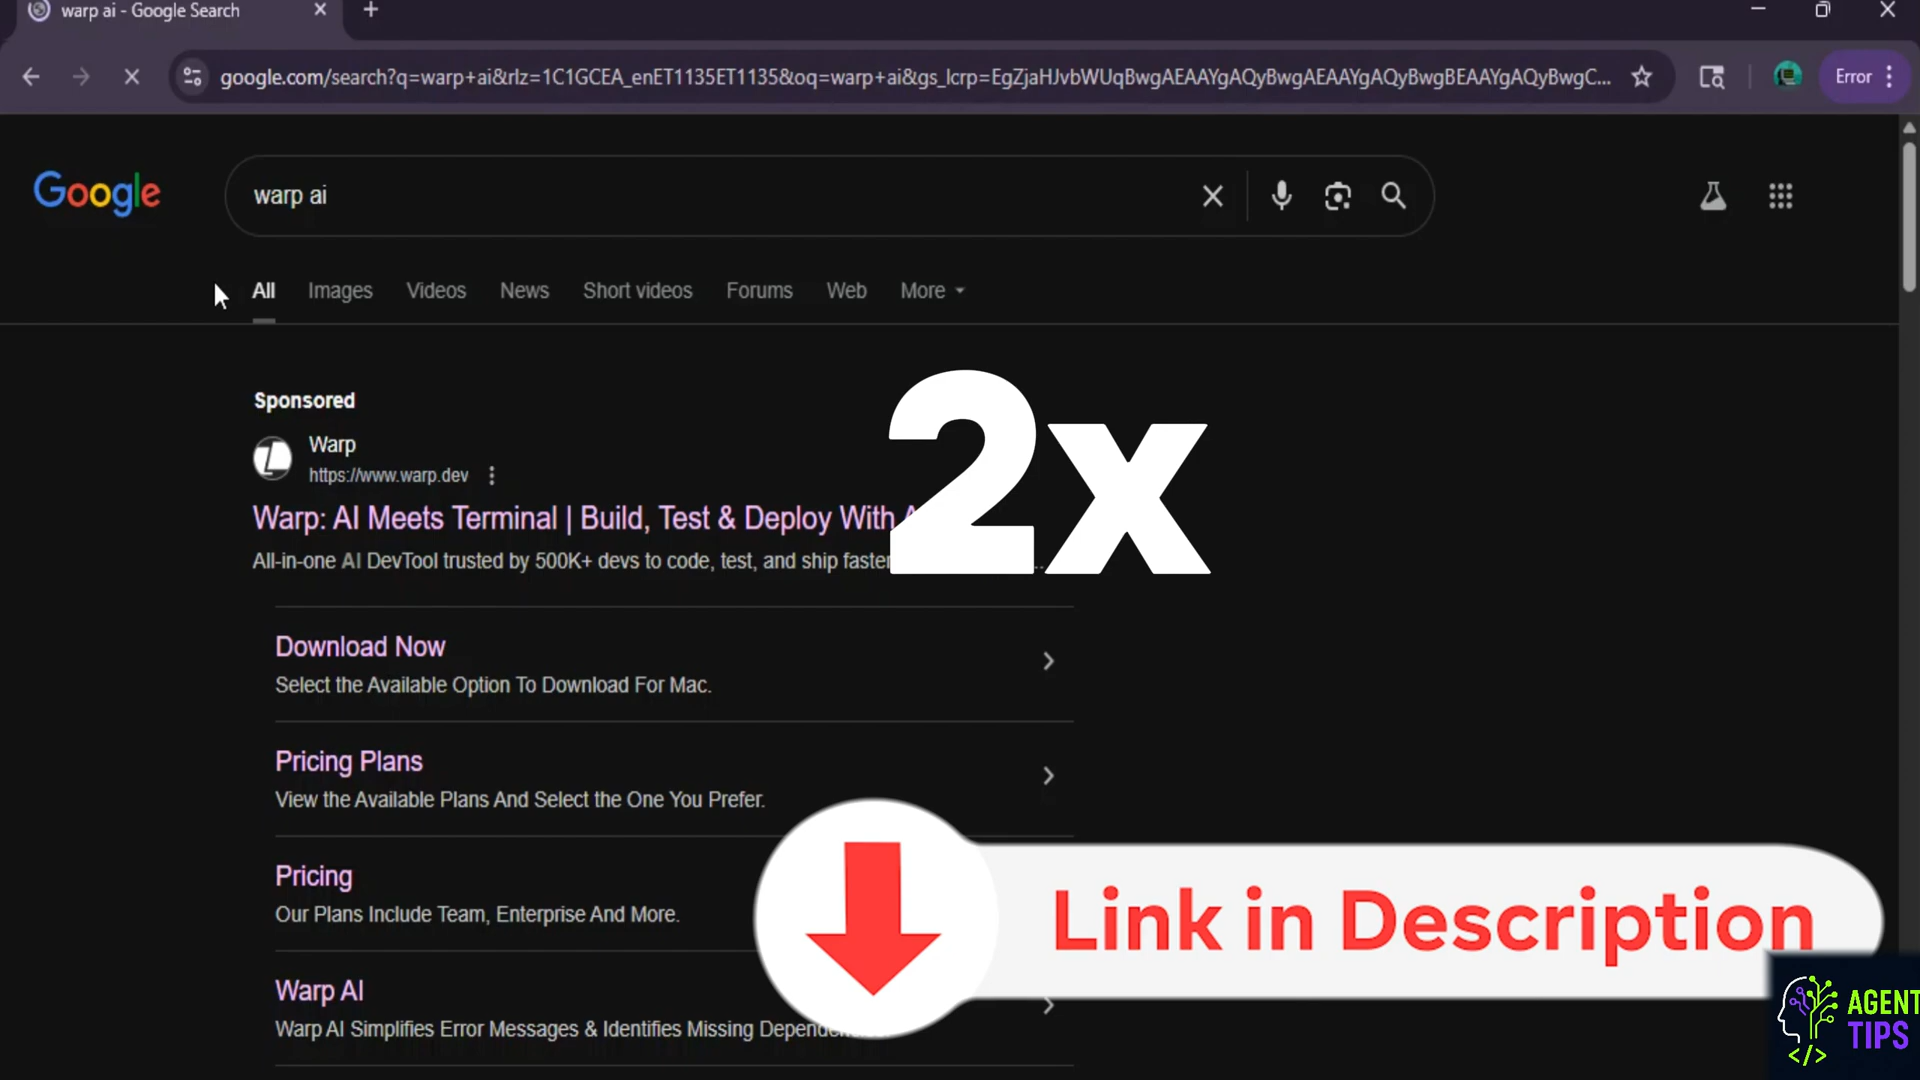 warp ai - Google Search
google.com/search?q=warp+ai&rlz=1C1GCEA_enET1135ET1135&oq=warp+ai&gs_lcrp=EgZjaHJvbWUqBwgAEAAYgAQyBwgAEAAYgAQyBwgBEAAYgAQyBwgC...
Error
Google
warp ai
All Images Videos News Short videos Forums Web More
Sponsored
Warp
https://www.warp.dev
Warp: AI Meets Terminal | Build, Test & Deploy With
2x
All-in-one AI DevTool trusted by 500K+ devs to code, test, and ship faster
Download Now
Select the Available Option To Download For Mac.
Pricing Plans
View the Available Plans And Select the One You Prefer.
Pricing
Our Plans Include Team, Enterprise And More.
Link in Description
Warp AI
Warp AI Simplifies Error Messages & Identifies Missing
AGENT
TIPS